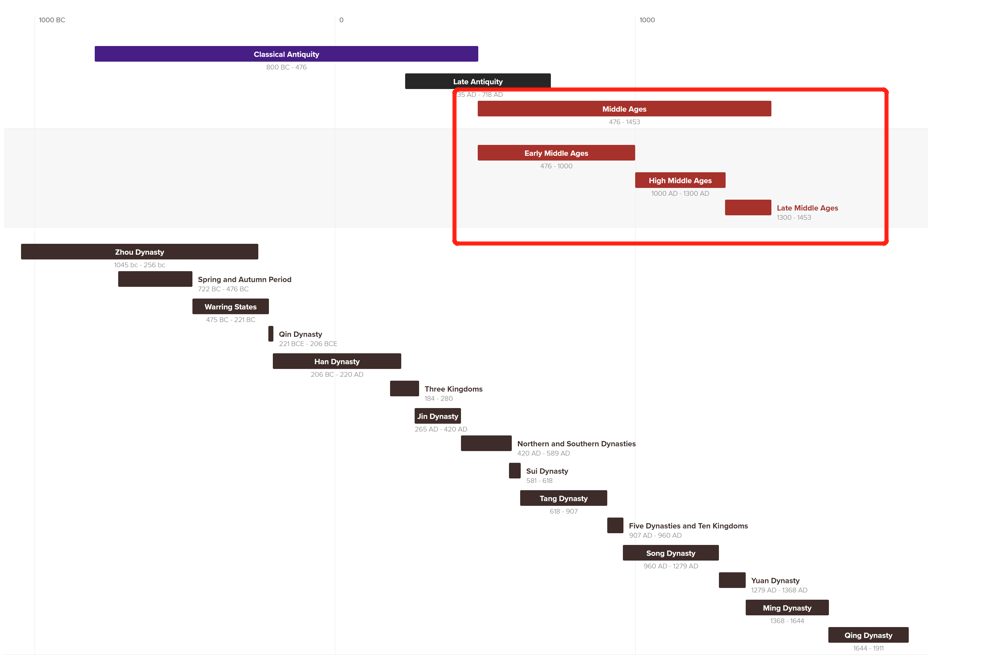 1000 BC 0 1000
Classical Antiquity
800 BC - 476
Late Antiquity
35 AD - 718 AD
Middle Ages
476 - 1453
Early Middle Ages
476 - 1000
High Middle Ages
1000 AD - 1300 AD
Late Middle Ages
1300 - 1453
Zhou Dynasty
1045 bc - 256 bc
Spring and Autumn Period
722 BC - 476 BC
Warring States
475 BC - 221 BC
Qin Dynasty
221 BCE - 206 BCE
Han Dynasty
206 BC - 220 AD
Three Kingdoms
184 - 280
Jin Dynasty
265 AD - 420 AD
Northern and Southern Dynasties
420 AD - 589 AD
Sui Dynasty
581 - 618
Tang Dynasty
618 - 907
Five Dynasties and Ten Kingdoms
907 AD - 960 AD
Song Dynasty
960 AD - 1279 AD
Yuan Dynasty
1279 AD - 1368 AD
Ming Dynasty
1368 - 1644
Qing Dynasty
1644 - 1911